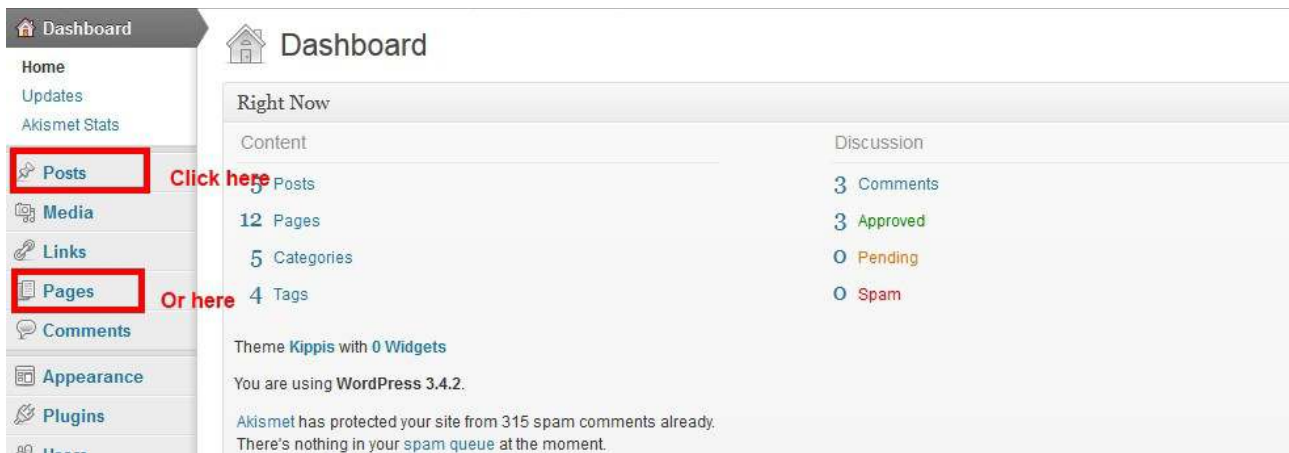 Dashboard
Home
Updates
Akismet Stats
Posts
Media
Links
Pages
Comments
Appearance
Plugins
Users
Click here
Or here
Dashboard
Right Now
Content
5 Posts
12 Pages
5 Categories
4 Tags
Discussion
3 Comments
3 Approved
0 Pending
0 Spam
Theme Kippis with 0 Widgets
You are using WordPress 3.4.2.
Akismet has protected your site from 315 spam comments already.
There's nothing in your spam queue at the moment.